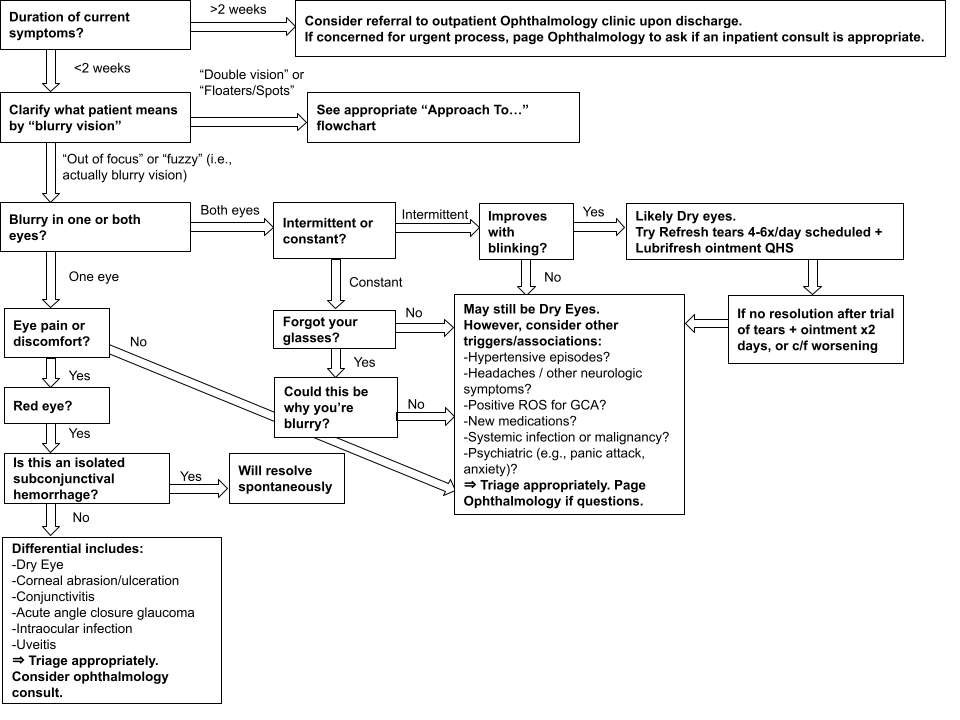 Duration of current
symptoms?
>2 weeks
Consider referral to outpatient Ophthalmology clinic upon discharge.
If concerned for urgent process, page Ophthalmology to ask if an inpatient consult is appropriate.
<2 weeks
Clarify what patient means
by “blurry vision”
“Double vision” or
“Floaters/Spots”
See appropriate “Approach To…”
flowchart
“Out of focus” or “fuzzy” (i.e.,
actually blurry vision)
Blurry in one or both
eyes?
Both eyes
Intermittent or
constant?
Intermittent
Improves
with
blinking?
Yes
Likely Dry eyes.
Try Refresh tears 4-6x/day scheduled +
Lubrifresh ointment QHS
One eye
Constant
No
If no resolution after trial
of tears + ointment x2
days, or c/f worsening
Eye pain or
discomfort?
No
Forgot your
glasses?
No
May still be Dry Eyes.
However, consider other
triggers/associations:
-Hypertensive episodes?
-Headaches / other neurologic
symptoms?
-Positive ROS for GCA?
-New medications?
-Systemic infection or malignancy?
-Psychiatric (e.g., panic attack,
anxiety)?
⇒ Triage appropriately. Page
Ophthalmology if questions.
Yes
Yes
Red eye?
Could this be
why you’re
blurry?
No
Yes
Is this an isolated
subconjunctival
hemorrhage?
Yes
Will resolve
spontaneously
No
Differential includes:
-Dry Eye
-Corneal abrasion/ulceration
-Conjunctivitis
-Acute angle closure glaucoma
-Intraocular infection
-Uveitis
⇒ Triage appropriately.
Consider ophthalmology
consult.